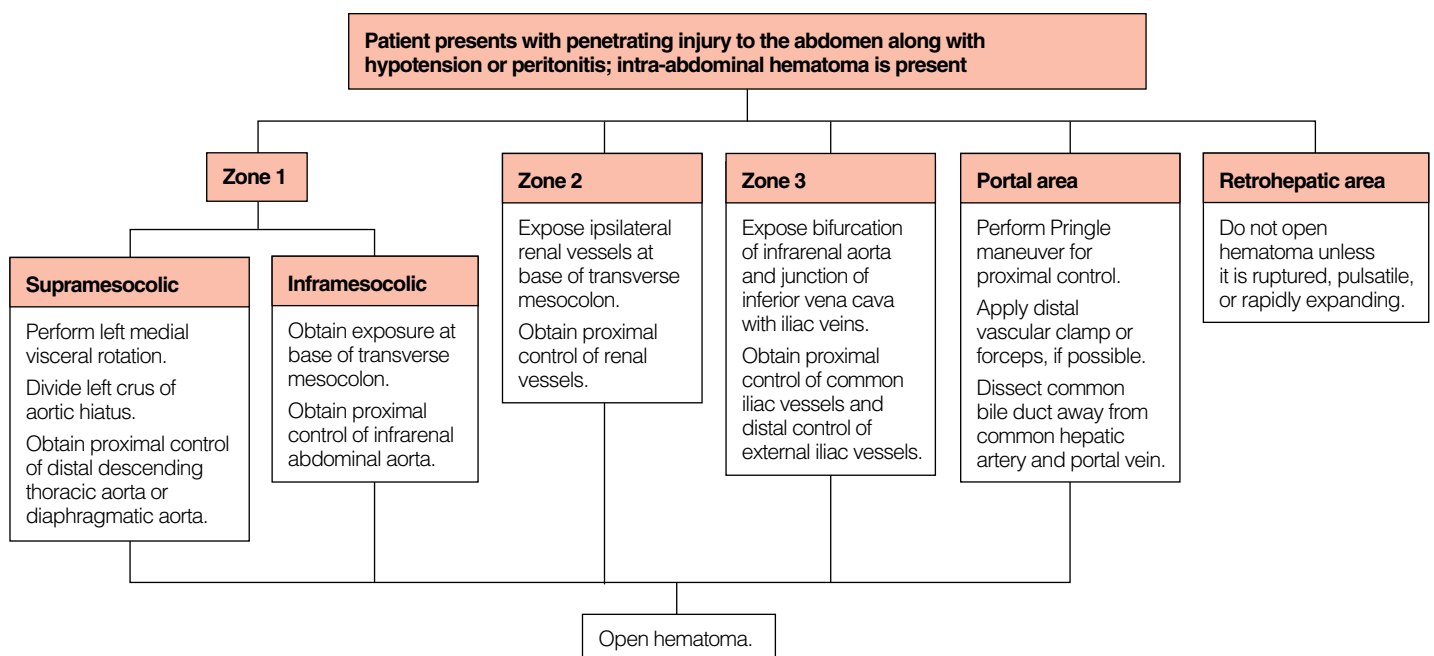 Patient presents with penetrating injury to the abdomen along with
hypotension or peritonitis; intra-abdominal hematoma is present
Zone 1
Supramesocolic
Perform left medial
visceral rotation.
Divide left crus of
aortic hiatus.
Obtain proximal control
of distal descending
thoracic aorta or
diaphragmatic aorta.
Inframesocolic
Obtain exposure at
base of transverse
mesocolon.
Obtain proximal
control of infrarenal
abdominal aorta.
Zone 2
Expose ipsilateral
renal vessels at
base of transverse
mesocolon.
Obtain proximal
control of renal
vessels.
Zone 3
Expose bifurcation
of infrarenal aorta
and junction of
inferior vena cava
with iliac veins.
Obtain proximal
control of common
iliac vessels and
distal control of
external iliac vessels.
Portal area
Perform Pringle
maneuver for
proximal control.
Apply distal
vascular clamp or
forceps, if possible.
Dissect common
bile duct away from
common hepatic
artery and portal vein.
Retrohepatic area
Do not open
hematoma unless
it is ruptured, pulsatile,
or rapidly expanding.
Open hematoma.